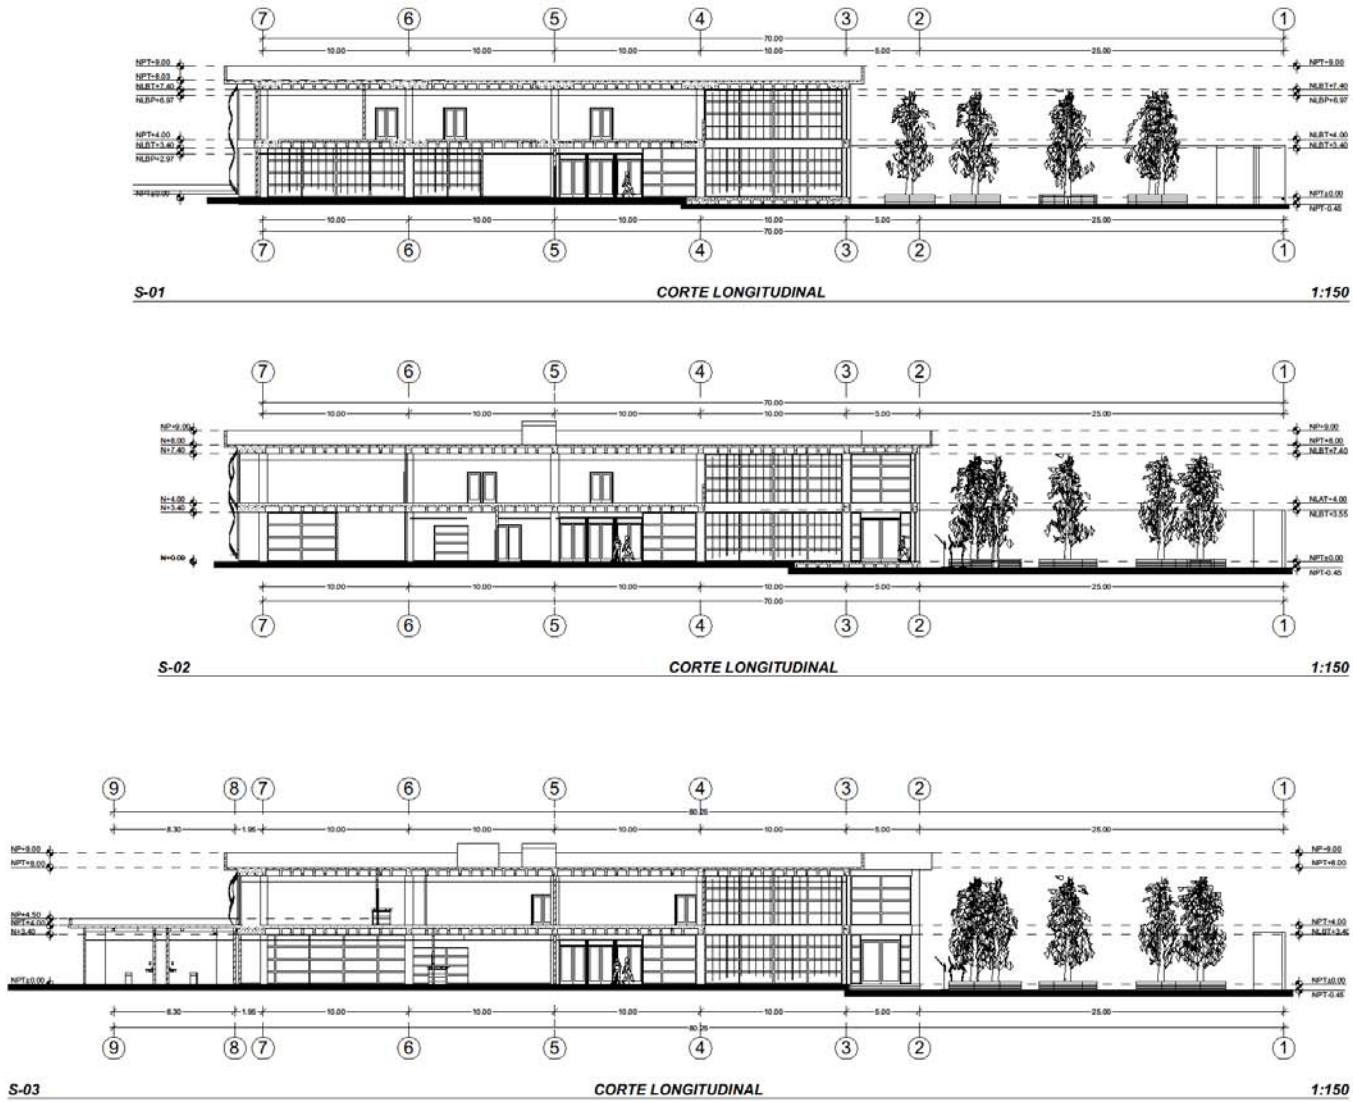 7 6 5 4 3 2 1
70.00
10.00 10.00 10.00 10.00 5.00 25.00
NPT+9.00 NPT+9.00
NPT+8.03
NLBT+7.40 NLBT+7.40
NLBP+6.97 NLBP+6.97
NPT+4.00 NLBT+4.00
NLBT+3.40 NLBT+3.40
NLBP+2.97
NPT±0.00 NPT±0.00
NPT-0.45
10.00 10.00 10.00 10.00 5.00 25.00
70.00
7 6 5 4 3 2 1
S-01 CORTE LONGITUDINAL 1:150
7 6 5 4 3 2 1
70.00
10.00 10.00 10.00 10.00 5.00 25.00
NP+9.00 NP+9.00
N+8.00 NPT+8.00
N+7.40 NLBT+7.40
N+4.00 NLAT+4.00
N+3.40 NLBT+3.55
N+0.00 NPT±0.00
NPT-0.45
10.00 10.00 10.00 10.00 5.00 25.00
70.00
7 6 5 4 3 2 1
S-02 CORTE LONGITUDINAL 1:150
9 8 7 6 5 4 3 2 1
80.25
8.30 1.95 10.00 10.00 10.00 10.00 5.00 25.00
NP+9.00 NP+9.00
NPT+8.00 NPT+8.00
NP+4.50
NPT+4.00 NPT+4.00
N+3.40 NLBT+3.40
NPT±0.00 NPT±0.00
NPT-0.45
8.30 1.95 10.00 10.00 10.00 10.00 5.00 25.00
80.25
9 8 7 6 5 4 3 2 1
S-03 CORTE LONGITUDINAL 1:150